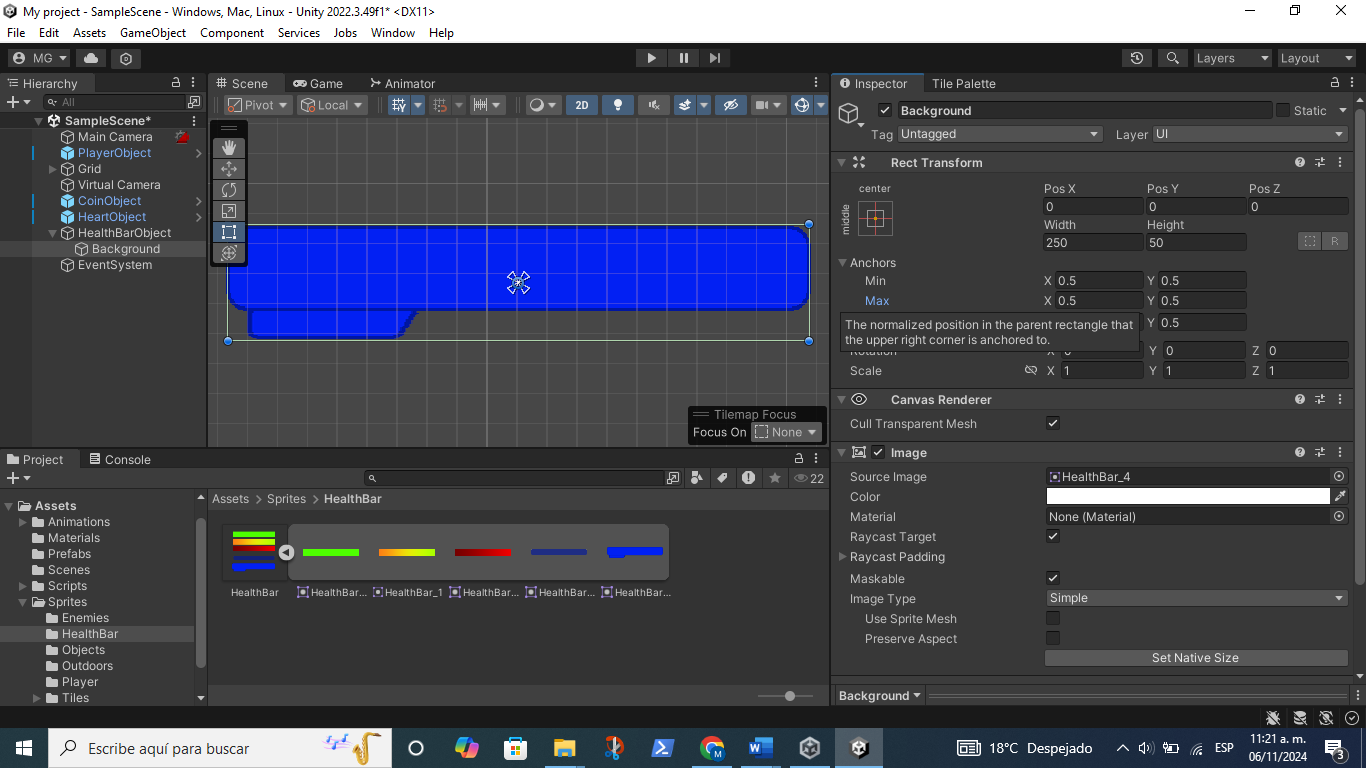 My project - SampleScene - Windows, Mac, Linux - Unity 2022.3.49f1* <DX11>
File Edit Assets GameObject Component Services Jobs Window Help
MG Layers Layout
Hierarchy
All
SampleScene*
Main Camera
PlayerObject
Grid
Virtual Camera
CoinObject
HeartObject
HealthBarObject
Background
EventSystem
Scene Game Animator
Pivot Local 2D
Tilemap Focus
Focus On None
Inspector Tile Palette
Background Static
Tag Untagged Layer UI
Rect Transform
center
middle
Pos X Pos Y Pos Z
0 0 0
Width Height
250 50
R
Anchors
Min X 0.5 Y 0.5
Max X 0.5 Y 0.5
Y 0.5
The normalized position in the parent rectangle that
the upper right corner is anchored to.
Y 0 Z 0
Scale X 1 Y 1 Z 1
Canvas Renderer
Cull Transparent Mesh
Image
Source Image HealthBar_4
Color
Material None (Material)
Raycast Target
Raycast Padding
Maskable
Image Type Simple
Use Sprite Mesh
Preserve Aspect
Set Native Size
Background
Project Console
22
Assets
Animations
Materials
Prefabs
Scenes
Scripts
Sprites
Enemies
HealthBar
Objects
Outdoors
Player
Tiles
Assets > Sprites > HealthBar
HealthBar HealthBar... HealthBar_1 HealthBar... HealthBar... HealthBar...
Escribe aquí para buscar
18°C Despejado
ESP
11:21 a. m.
06/11/2024
3